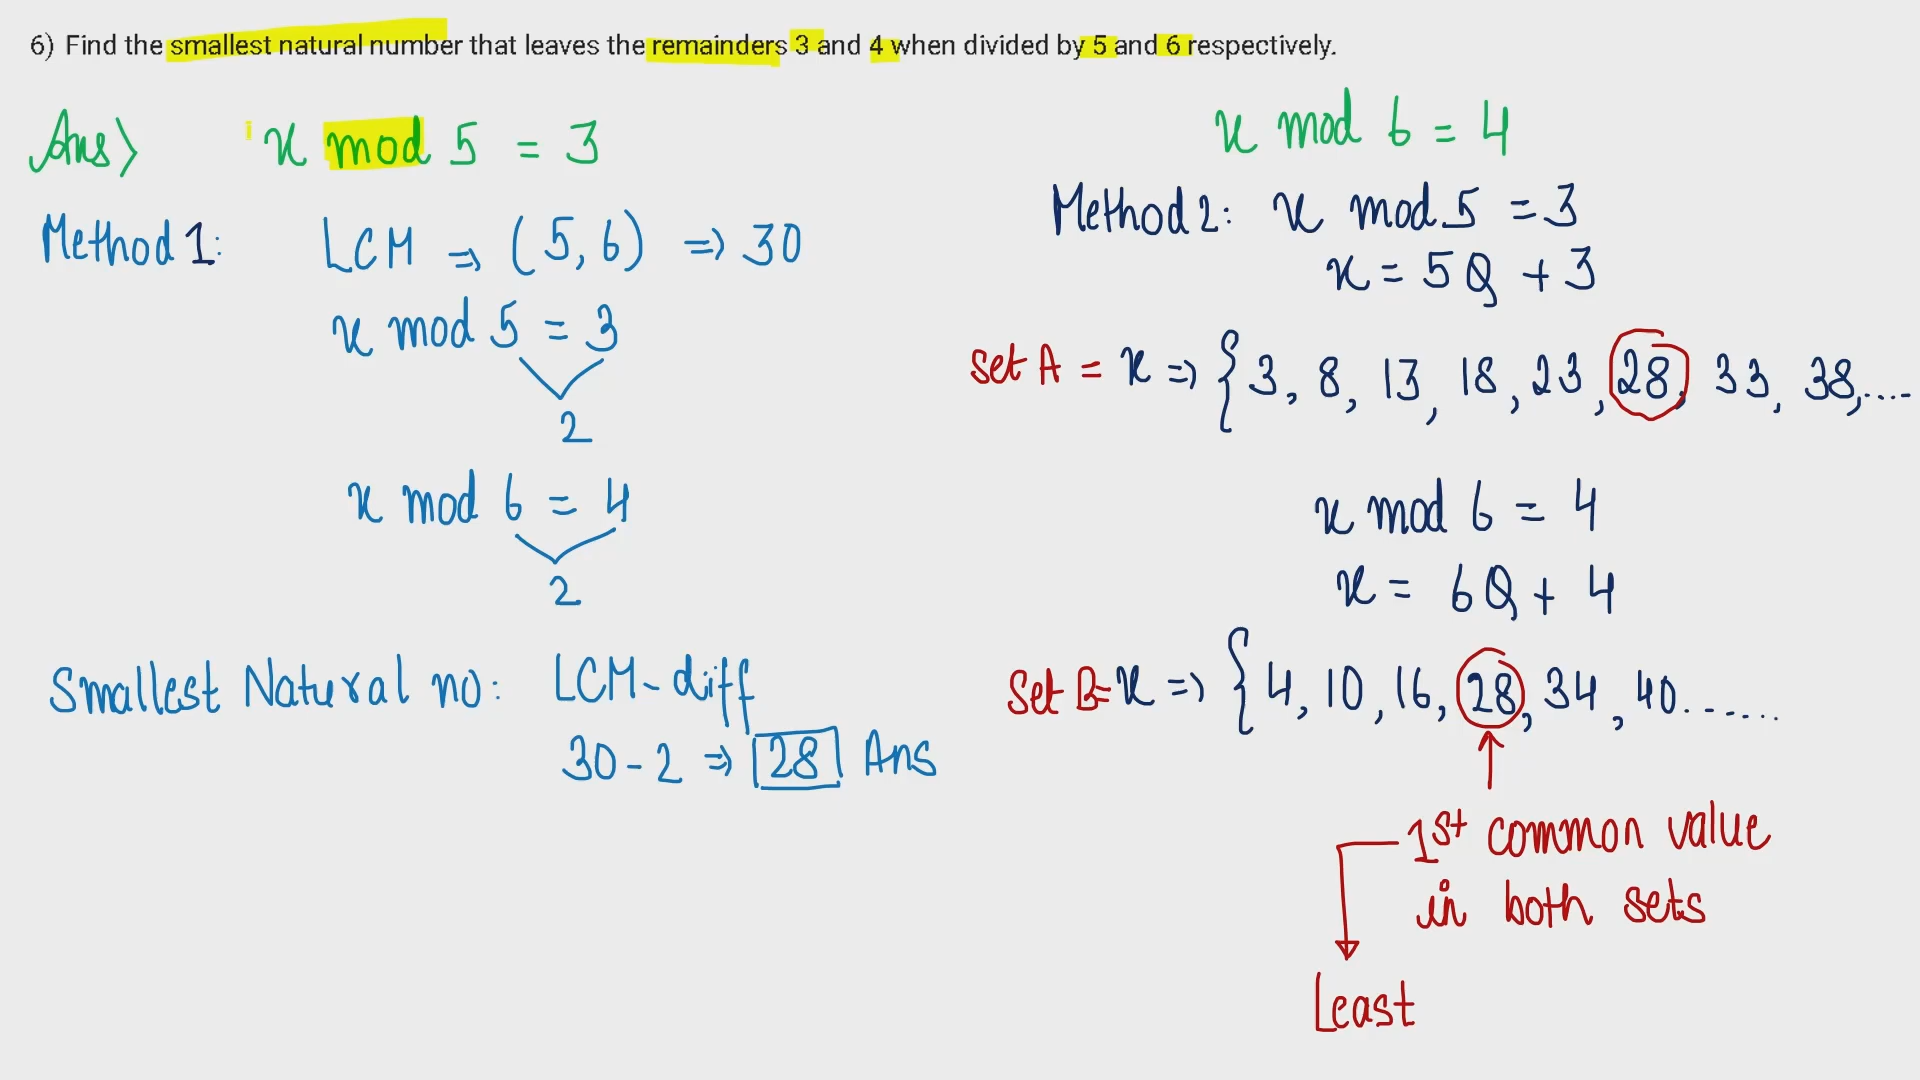 6) Find the smallest natural number that leaves the remainders 3 and 4 when divided by 5 and 6 respectively.
Ans> x mod 5 = 3
x mod 6 = 4
Method 1: LCM => (5, 6) => 30
x mod 5 = 3
2
x mod 6 = 4
2
Smallest Natural no: LCM - diff
30 - 2 => 28 Ans
Method 2: x mod 5 = 3
x = 5Q + 3
Set A = x => { 3, 8, 13, 18, 23, 28, 33, 38, ....
x mod 6 = 4
x = 6Q + 4
Set B = x => { 4, 10, 16, 28, 34, 40......
1st common value
in both sets
Least